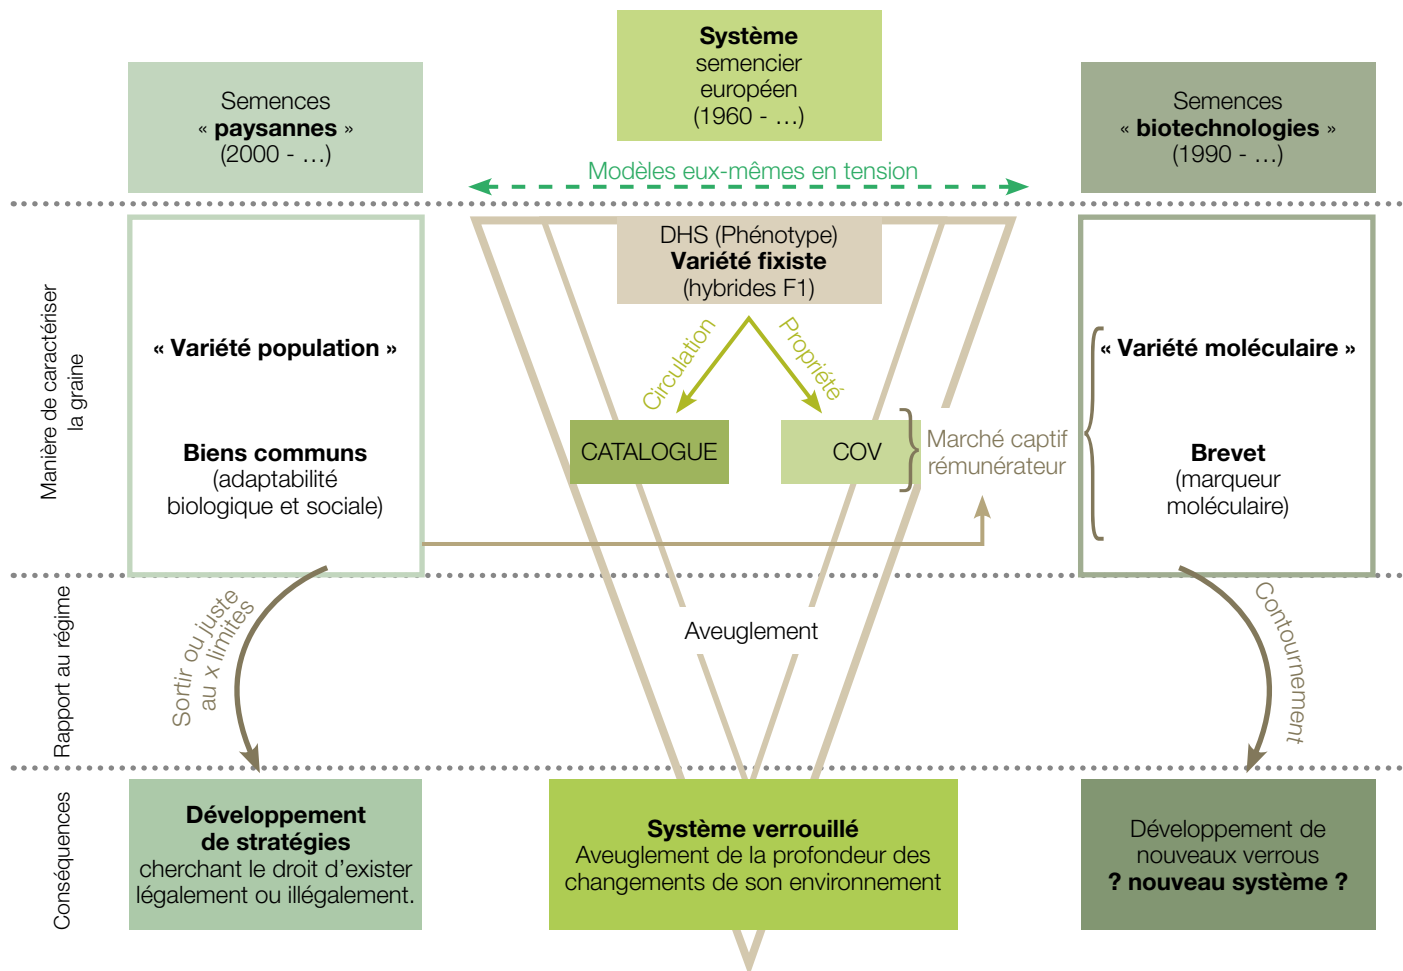 Système
semencier
européen
(1960 - …)
Semences
« paysannes »
(2000 - …)
Semences
« biotechnologies »
(1990 - …)
Modèles eux-mêmes en tension
Manière de caractériser
la graine
« Variété population »
Biens communs
(adaptabilité
biologique et sociale)
DHS (Phénotype)
Variété fixiste
(hybrides F1)
Circulation
Propriété
CATALOGUE
COV
Marché captif
rémunérateur
« Variété moléculaire »
Brevet
(marqueur
moléculaire)
Rapport au régime
Sortir ou juste
au x limites
Aveuglement
Contournement
Conséquences
Développement
de stratégies
cherchant le droit d’exister
légalement ou illégalement.
Système verrouillé
Aveuglement de la profondeur des
changements de son environnement
Développement de
nouveaux verrous
? nouveau système ?